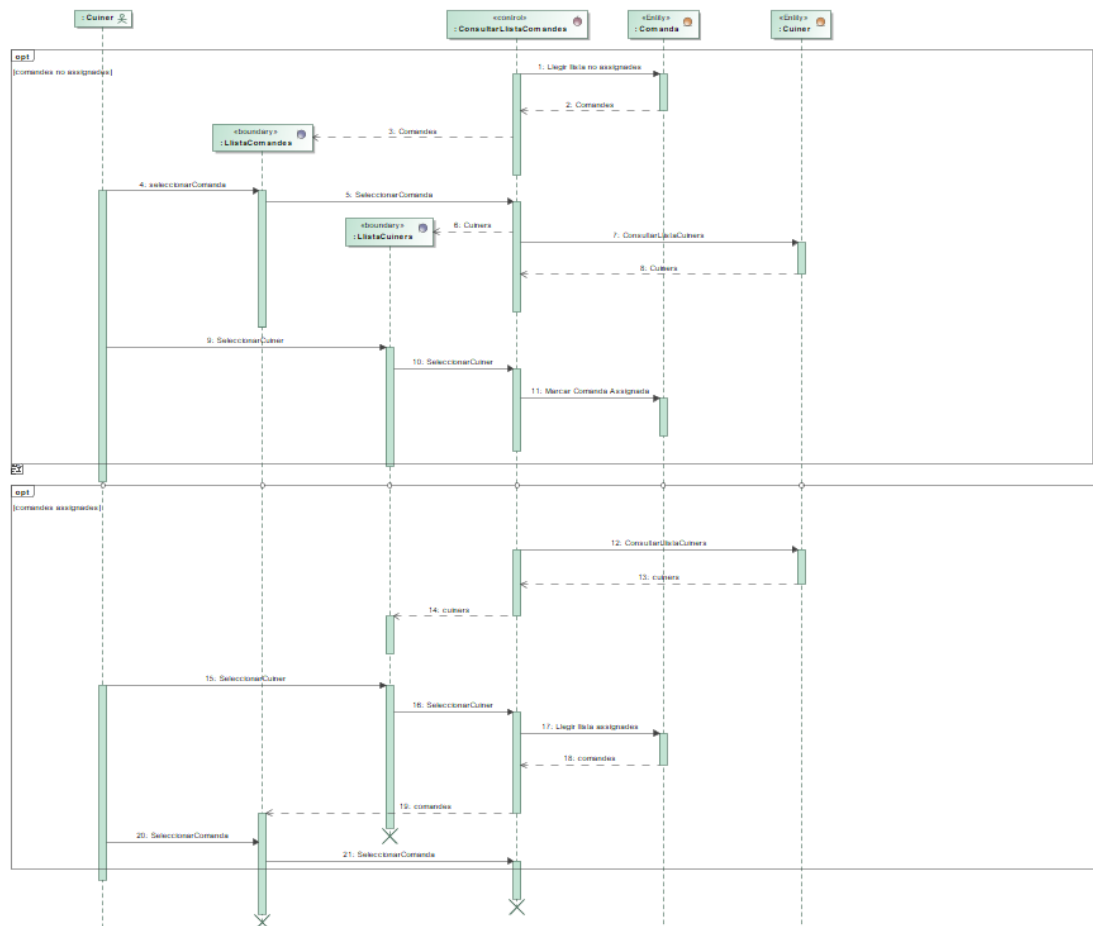 : Cuiner
«control»
: ConsultarLlistaComandes
«Entity»
: Comanda
«Entity»
: Cuiner
opt
[comandes no assignades]
1: Llegir llista no assignades
2: Comandes
3: Comandes
«boundary»
: LlistaComandes
4: seleccionarComanda
5: SeleccionarComanda
«boundary»
: LlistaCuiners
6: Cuiners
7: ConsultarLlistaCuiners
8: Cuiners
9: SeleccionarCuiner
10: SeleccionarCuiner
11: Marcar Comanda Assignada
opt
[comandes assignades]
12: ConsultarLlistaCuiners
13: cuiners
14: cuiners
15: SeleccionarCuiner
16: SeleccionarCuiner
17: Llegir llista assignades
18: comandes
19: comandes
20: SeleccionarComanda
21: SeleccionarComanda